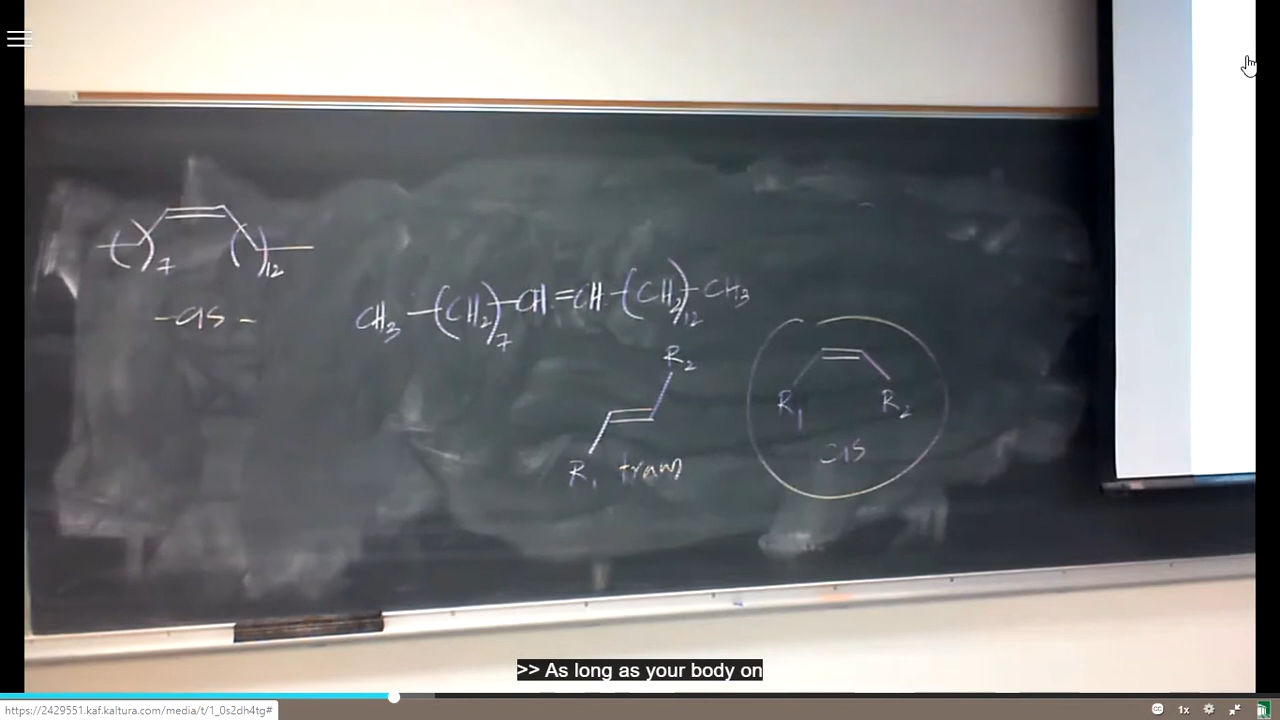 ( )7 ( )12
- cis -
CH3-(CH2)7-CH=CH-(CH2)12-CH3
R2
R1 trans
R1 R2
cis
>> As long as your body on
https://2429551.kaf.kaltura.com/media/t/1_0s2dh4tg#
1x